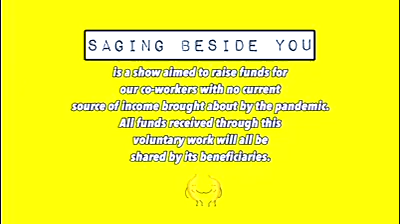 SAGING BESIDE YOU
is a show aimed to raise funds for
our co-workers with no current
source of income brought about by the pandemic.
All funds received through this
voluntary work will all be
shared by its beneficiaries.